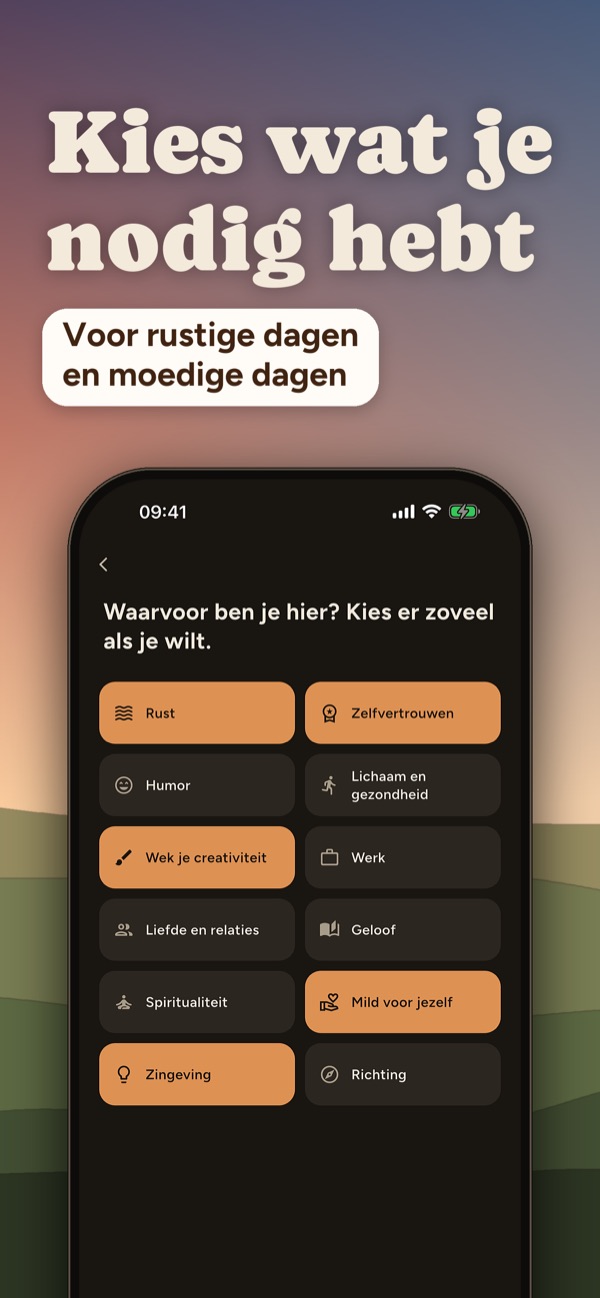 Kies wat je
nodig hebt
Voor rustige dagen
en moedige dagen
09:41
Waarvoor ben je hier? Kies er zoveel
als je wilt.
Rust
Zelfvertrouwen
Humor
Lichaam en
gezondheid
Wek je creativiteit
Werk
Liefde en relaties
Geloof
Spiritualiteit
Mild voor jezelf
Zingeving
Richting